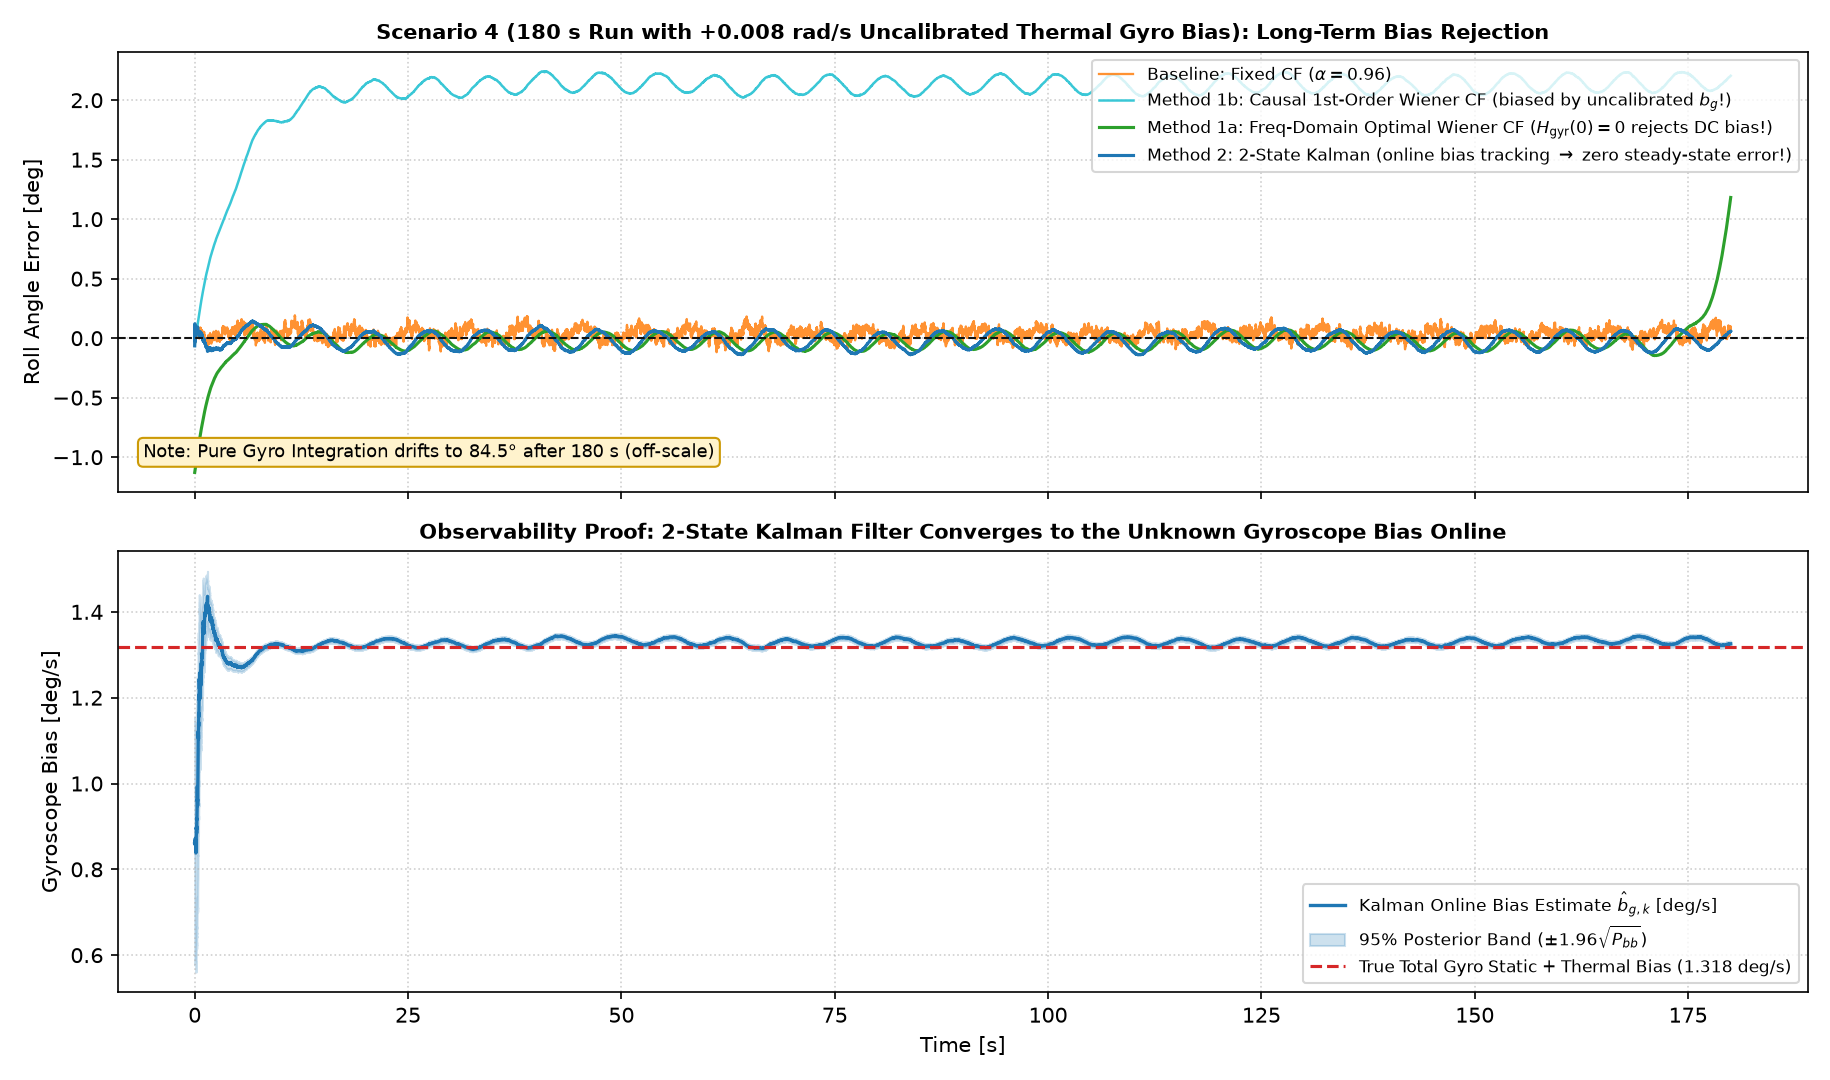 Scenario 4 (180 s Run with +0.008 rad/s Uncalibrated Thermal Gyro Bias): Long-Term Bias Rejection
Roll Angle Error [deg]
2.0
1.5
1.0
0.5
0.0
−0.5
−1.0
Baseline: Fixed CF (α = 0.96)
Method 1b: Causal 1st-Order Wiener CF (biased by uncalibrated b_g!)
Method 1a: Freq-Domain Optimal Wiener CF (H_gyr(0) = 0 rejects DC bias!)
Method 2: 2-State Kalman (online bias tracking → zero steady-state error!)
Note: Pure Gyro Integration drifts to 84.5° after 180 s (off-scale)
Observability Proof: 2-State Kalman Filter Converges to the Unknown Gyroscope Bias Online
Gyroscope Bias [deg/s]
1.4
1.2
1.0
0.8
0.6
Kalman Online Bias Estimate b̂_g,k [deg/s]
95% Posterior Band (±1.96√P_bb)
True Total Gyro Static + Thermal Bias (1.318 deg/s)
0 25 50 75 100 125 150 175
Time [s]